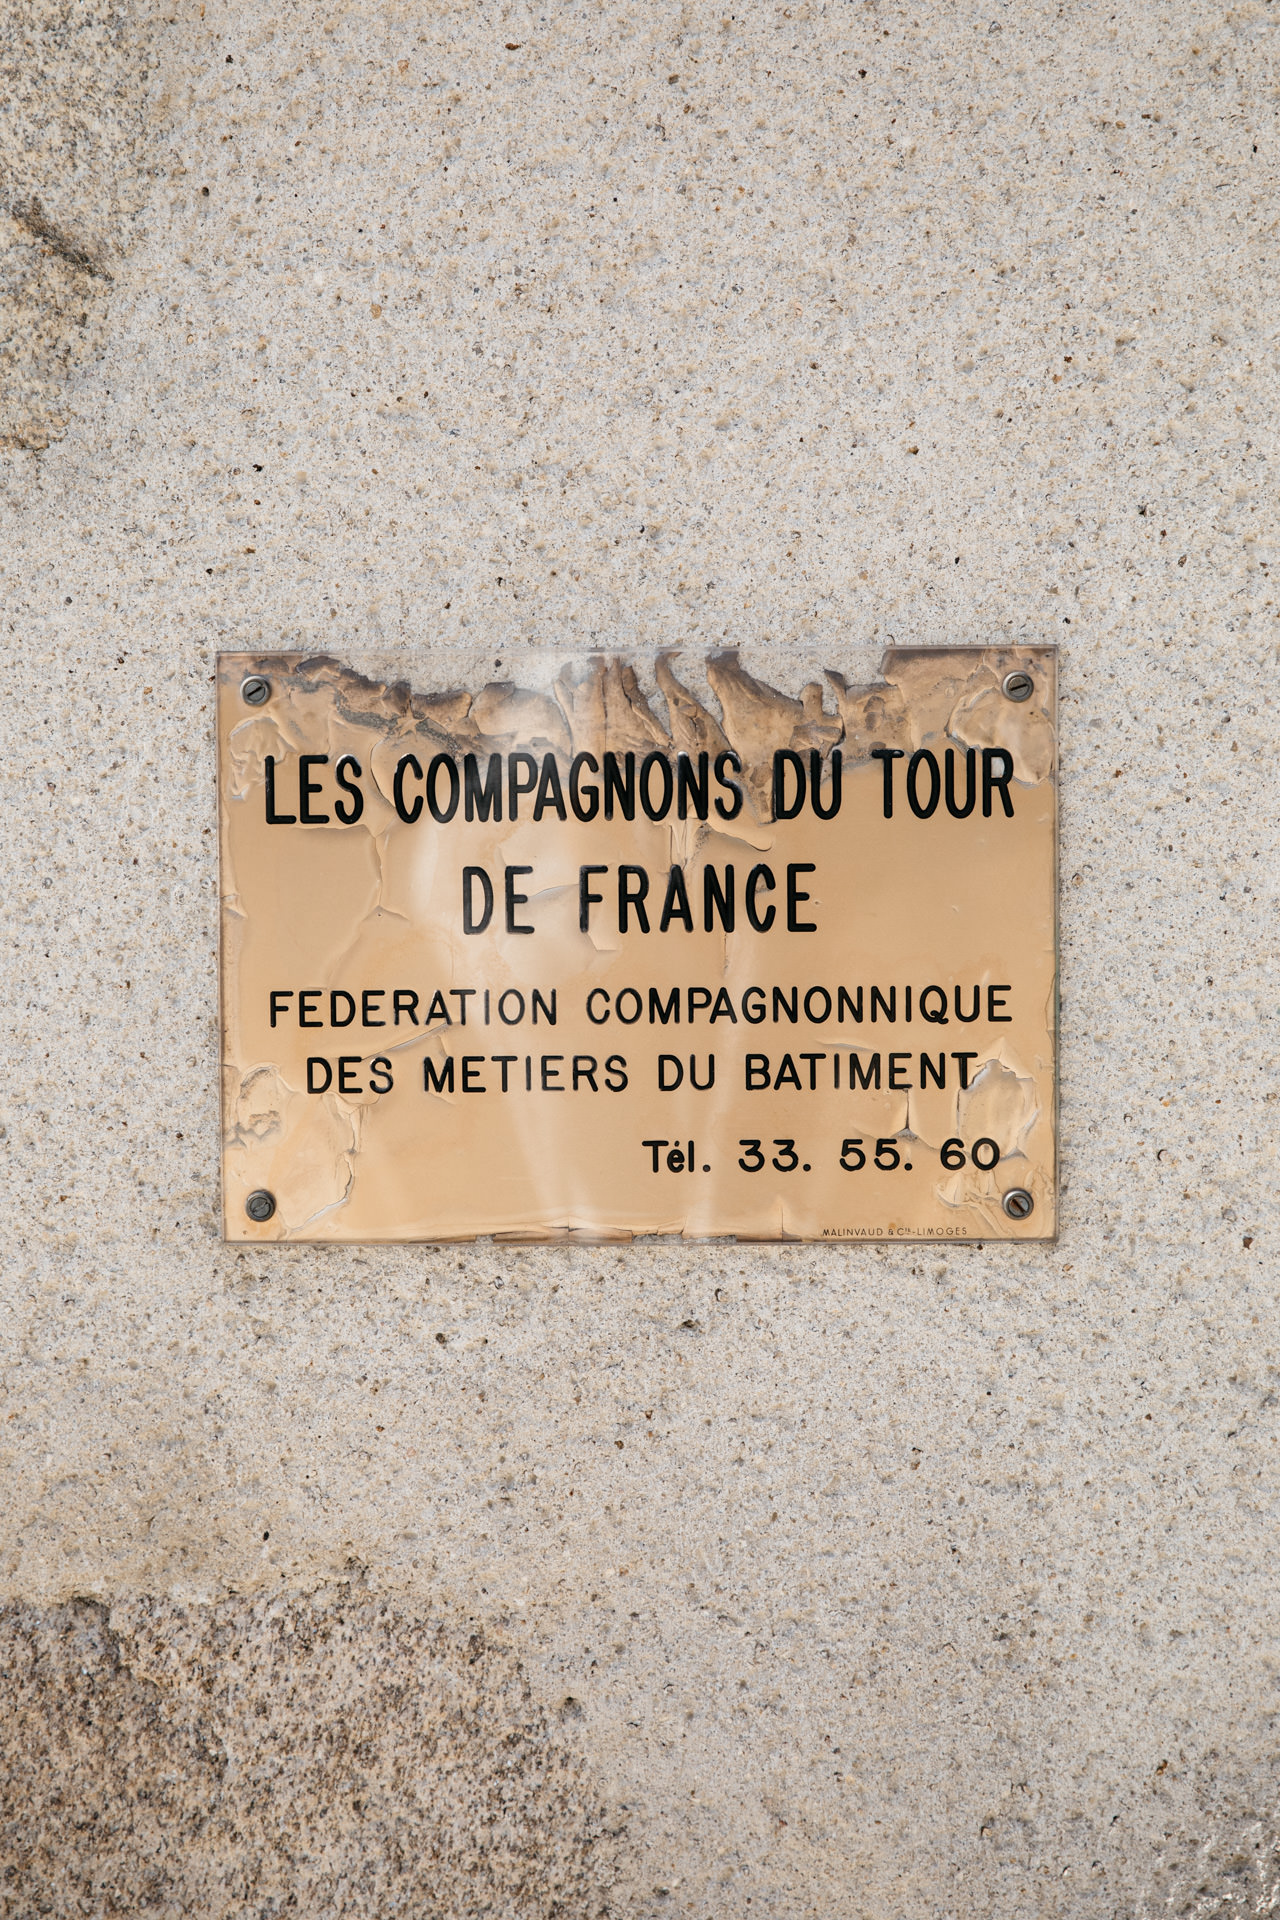 LES COMPAGNONS DU TOUR
DE FRANCE
FEDERATION COMPAGNONNIQUE
DES METIERS DU BATIMENT
Tél. 33. 55. 60
MALINVAUD & Cie-LIMOGES